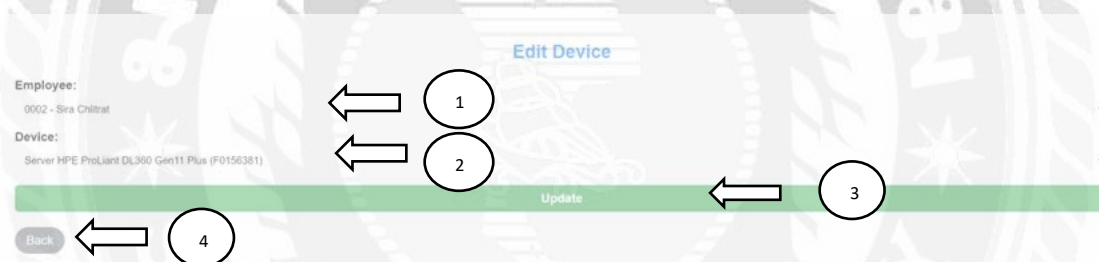 Edit Device
Employee:
0002 - Sira Chlitrat
1
Device:
Server HPE ProLiant DL360 Gen11 Plus (F0156381)
2
Update
3
Back
4